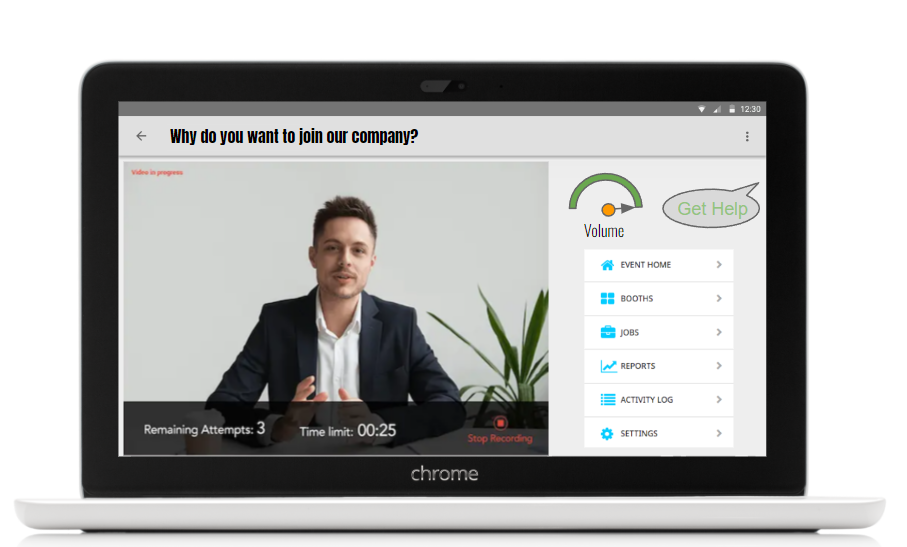 12:30
Why do you want to join our company?
Video in progress
Get Help
Volume
EVENT HOME
BOOTHS
JOBS
REPORTS
ACTIVITY LOG
SETTINGS
Remaining Attempts: 3
Time limit: 00:25
Stop Recording
chrome